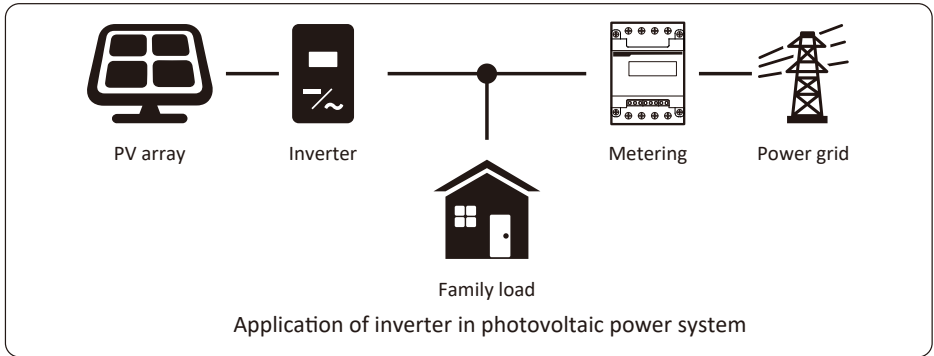 PV array
Inverter
Metering
Power grid
Family load
Application of inverter in photovoltaic power system